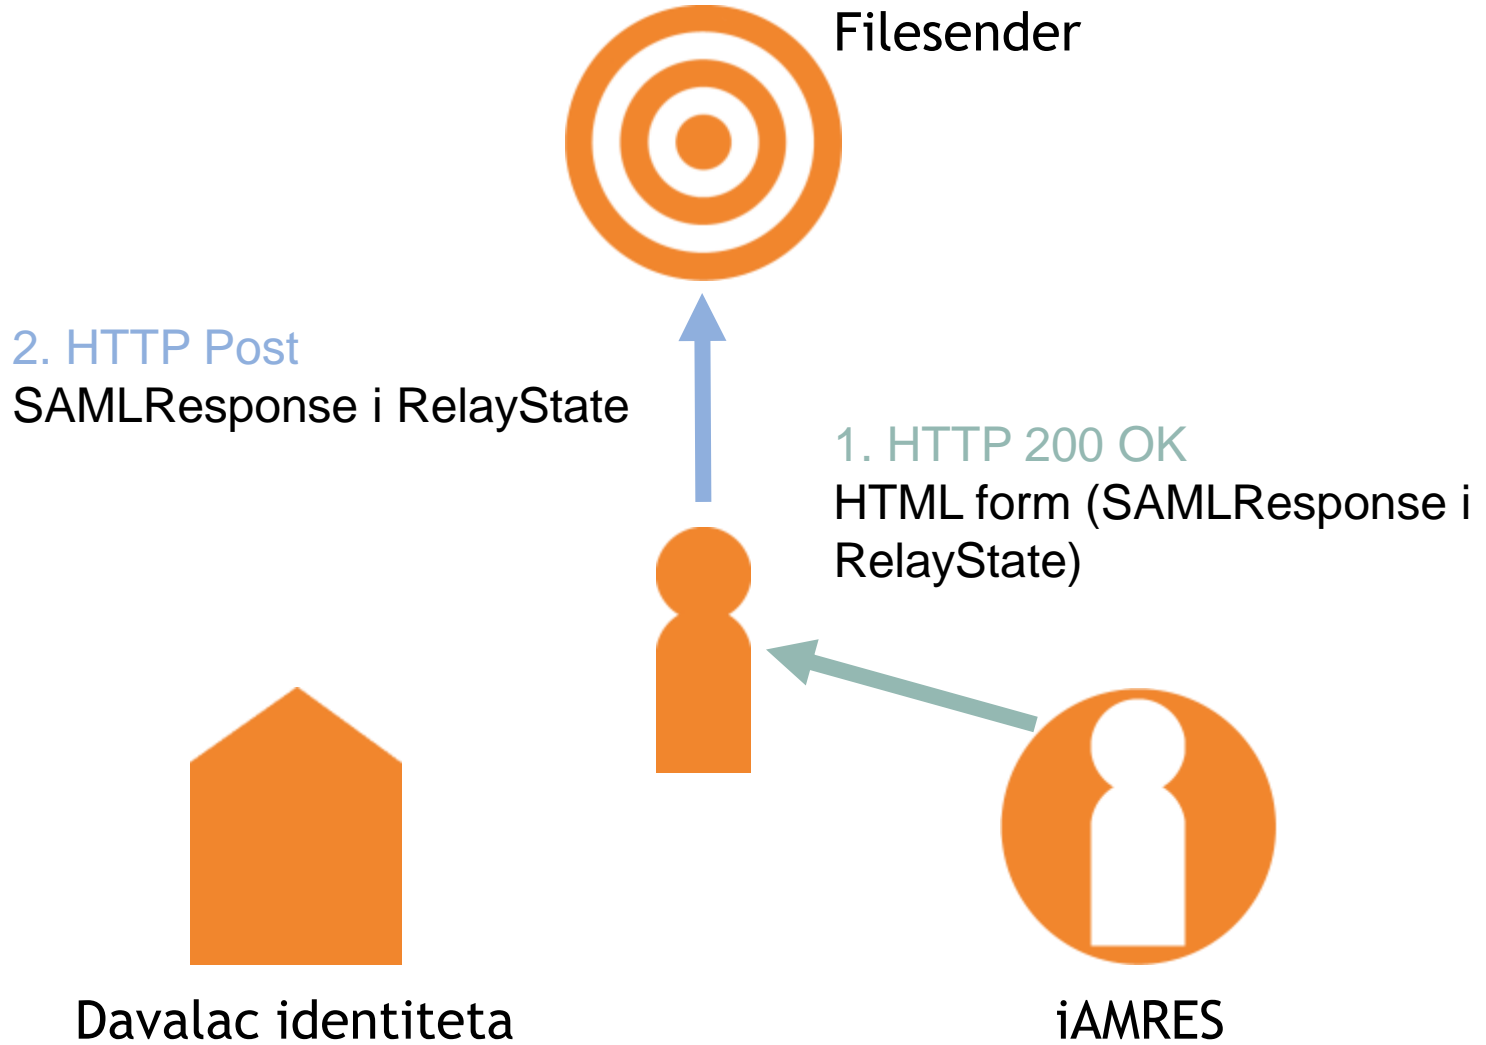 Filesender
2. HTTP Post
SAMLResponse i RelayState
1. HTTP 200 OK
HTML form (SAMLResponse i
RelayState)
Davalac identiteta
iAMRES